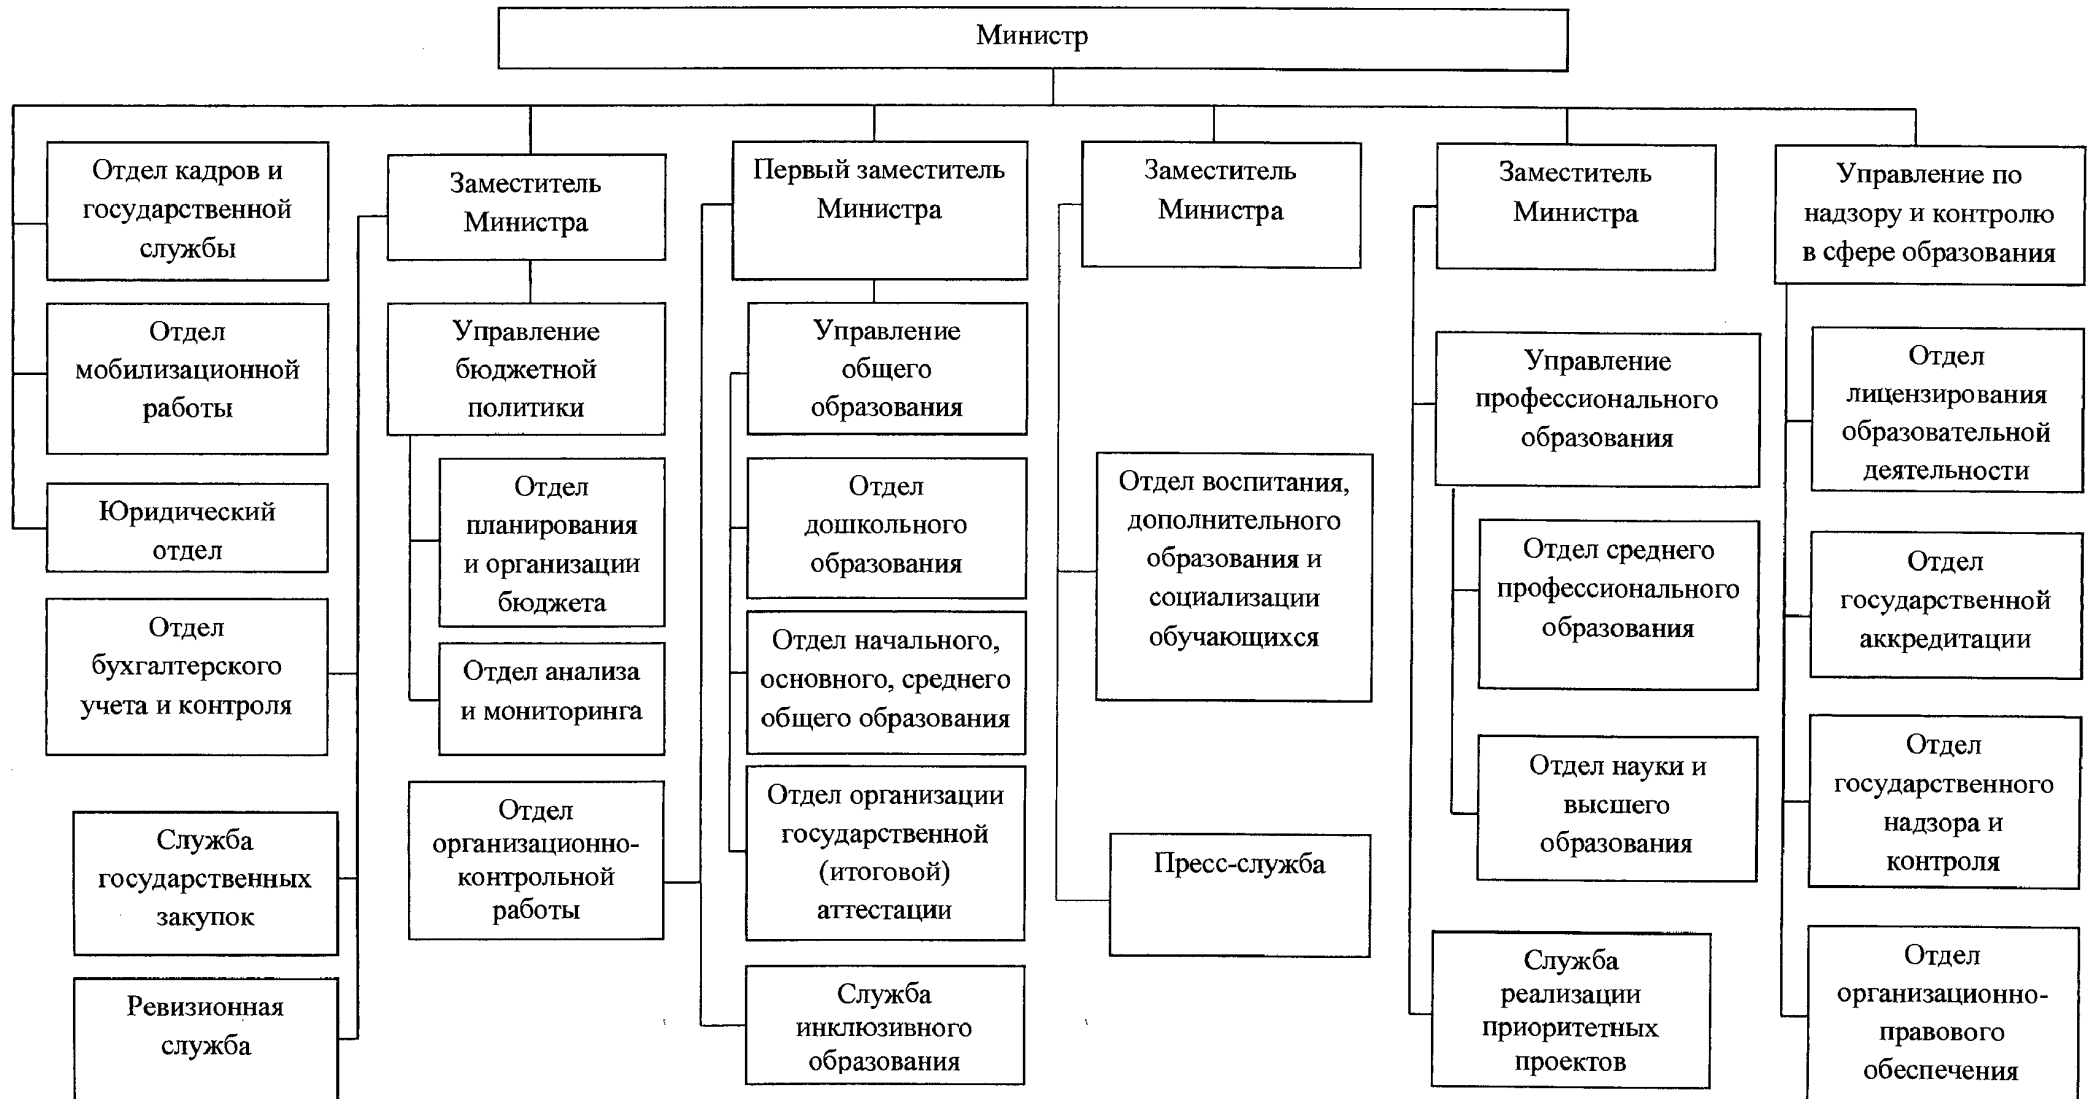 Министр
Отдел кадров и
государственной
службы
Отдел
мобилизационной
работы
Юридический
отдел
Отдел
бухгалтерского
учета и контроля
Служба
государственных
закупок
Ревизионная
служба
Заместитель
Министра
Управление
бюджетной
политики
Отдел
планирования
и организации
бюджета
Отдел анализа
и мониторинга
Отдел
организационно-
контрольной
работы
Первый заместитель
Министра
Управление
общего
образования
Отдел
дошкольного
образования
Отдел начального,
основного, среднего
общего образования
Отдел организации
государственной
(итоговой)
аттестации
Служба
инклюзивного
образования
Заместитель
Министра
Отдел воспитания,
дополнительного
образования и
социализации
обучающихся
Пресс-служба
Заместитель
Министра
Управление
профессионального
образования
Отдел среднего
профессионального
образования
Отдел науки и
высшего
образования
Служба
реализации
приоритетных
проектов
Управление по
надзору и контролю
в сфере образования
Отдел
лицензирования
образовательной
деятельности
Отдел
государственной
аккредитации
Отдел
государственного
надзора и
контроля
Отдел
организационно-
правового
обеспечения